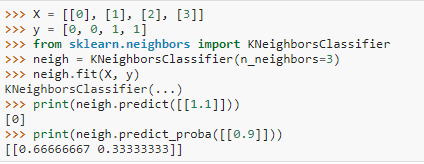 >>> X = [[0], [1], [2], [3]]
>>> y = [0, 0, 1, 1]
>>> from sklearn.neighbors import KNeighborsClassifier
>>> neigh = KNeighborsClassifier(n_neighbors=3)
>>> neigh.fit(X, y)
KNeighborsClassifier(...)
>>> print(neigh.predict([[1.1]]))
[0]
>>> print(neigh.predict_proba([[0.9]]))
[[0.66666667 0.33333333]]